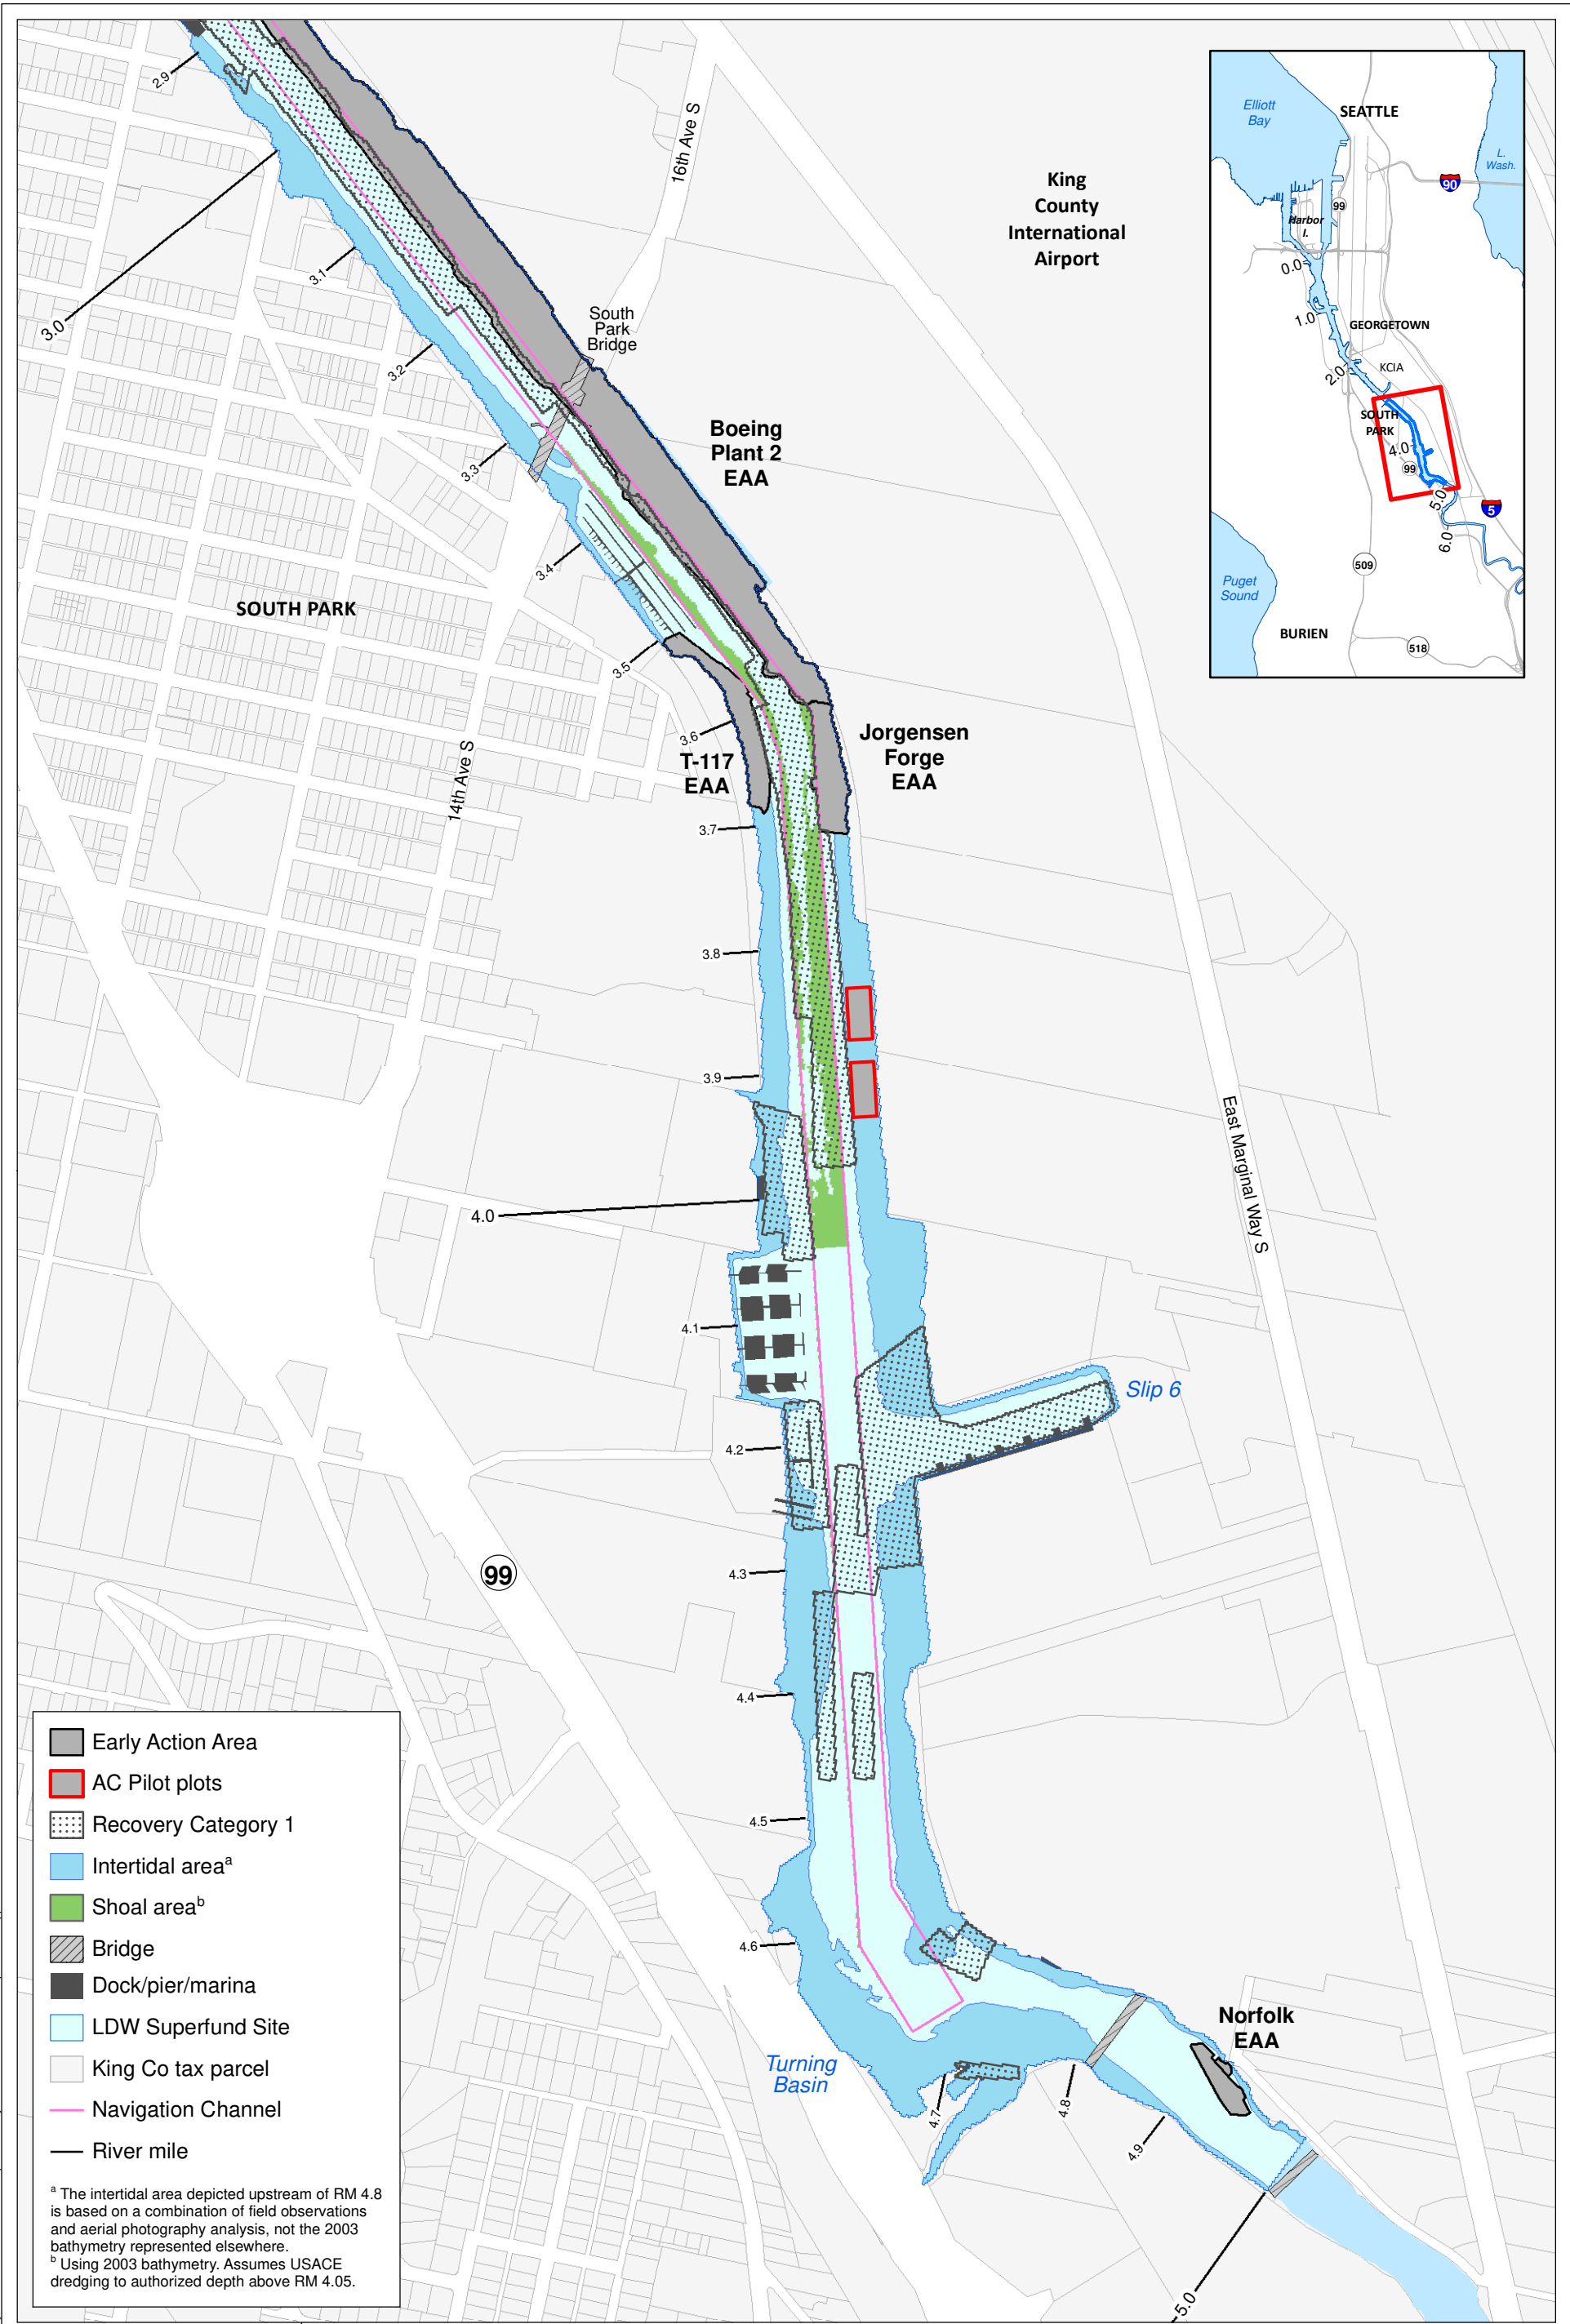 2.9
3.0
3.1
3.2
3.3
3.4
3.5
3.6
3.7
3.8
3.9
4.0
4.1
4.2
4.3
4.4
4.5
4.6
4.7
4.8
4.9
5.0
16th Ave S
South
Park
Bridge
King
County
International
Airport
Boeing
Plant 2
EAA
SOUTH PARK
14th Ave S
T-117
EAA
Jorgensen
Forge
EAA
East Marginal Way S
Slip 6
99
Turning
Basin
Norfolk
EAA
Elliott
Bay
SEATTLE
L.
Wash.
90
99
Harbor
I.
0.0
1.0
GEORGETOWN
2.0
KCIA
SOUTH
PARK
4.0
99
5.0
5
6.0
509
Puget
Sound
BURIEN
518
Early Action Area
AC Pilot plots
Recovery Category 1
Intertidal area^a
Shoal area^b
Bridge
Dock/pier/marina
LDW Superfund Site
King Co tax parcel
Navigation Channel
River mile
^a The intertidal area depicted upstream of RM 4.8
is based on a combination of field observations
and aerial photography analysis, not the 2003
bathymetry represented elsewhere.
^b Using 2003 bathymetry. Assumes USACE
dredging to authorized depth above RM 4.05.